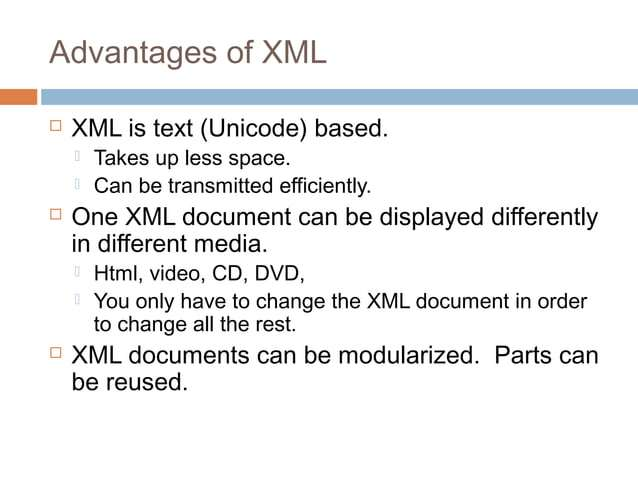 Advantages of XML
XML is text (Unicode) based.
Takes up less space.
Can be transmitted efficiently.
One XML document can be displayed differently
in different media.
Html, video, CD, DVD,
You only have to change the XML document in order
to change all the rest.
XML documents can be modularized.  Parts can
be reused.